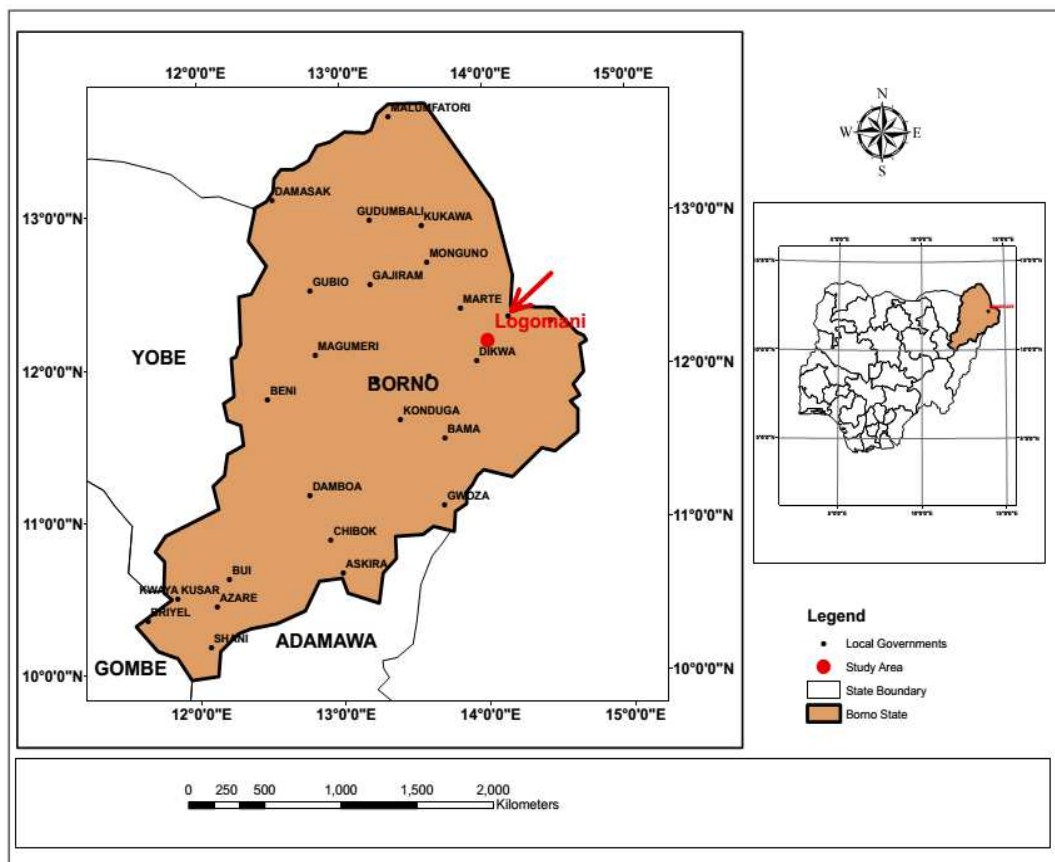 12°0'0"E 13°0'0"E 14°0'0"E 15°0'0"E
MALUMFATORI
N
W E
S
DAMASAK
13°0'0"N 13°0'0"N
GUDUMBALI KUKAWA
MONGUNO
GUBIO GAJIRAM
MARTE
Logomani
YOBE MAGUMERI DIKWA
12°0'0"N 12°0'0"N
BENI BORNO
KONDUGA
BAMA
DAMBOA GWOZA
11°0'0"N 11°0'0"N
CHIBOK
ASKIRA
BUI
KWAYA KUSAR
AZARE
BRIYEL
SHANI ADAMAWA
GOMBE
10°0'0"N 10°0'0"N
12°0'0"E 13°0'0"E 14°0'0"E 15°0'0"E
Legend
Local Governments
Study Area
State Boundary
Borno State
0 250 500 1,000 1,500 2,000
Kilometers